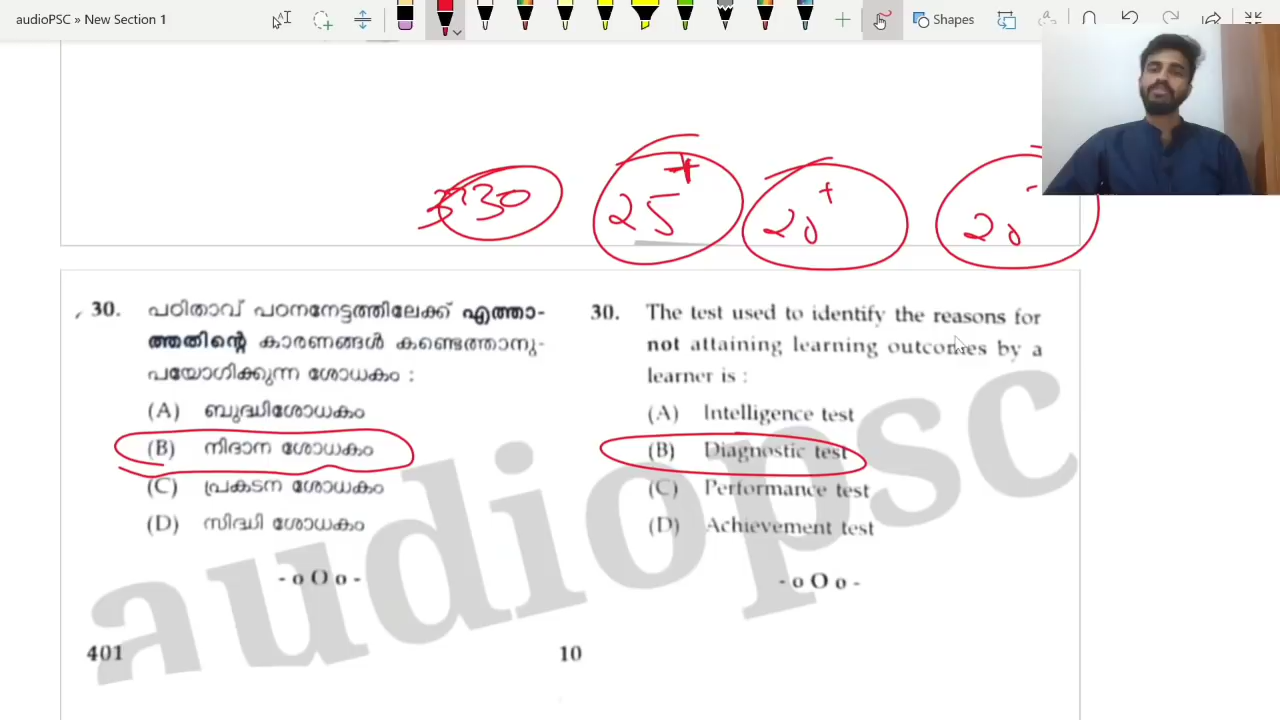 audioPSC » New Section 1
Shapes
30
25+
20+
20
30. പഠിതാവ് പഠനനേട്ടത്തിലേക്ക് എത്താ-
ത്തതിന്റെ കാരണങ്ങൾ കണ്ടെത്താനു-
പയോഗിക്കുന്ന ശോധകം :
(A) ബുദ്ധിശോധകം
(B) നിദാന ശോധകം
(C) പ്രകടന ശോധകം
(D) സിദ്ധി ശോധകം
- o O o -
30. The test used to identify the reasons for
not attaining learning outcomes by a
learner is :
(A) Intelligence test
(B) Diagnostic test
(C) Performance test
(D) Achievement test
- o O o -
401
10
audiopsc